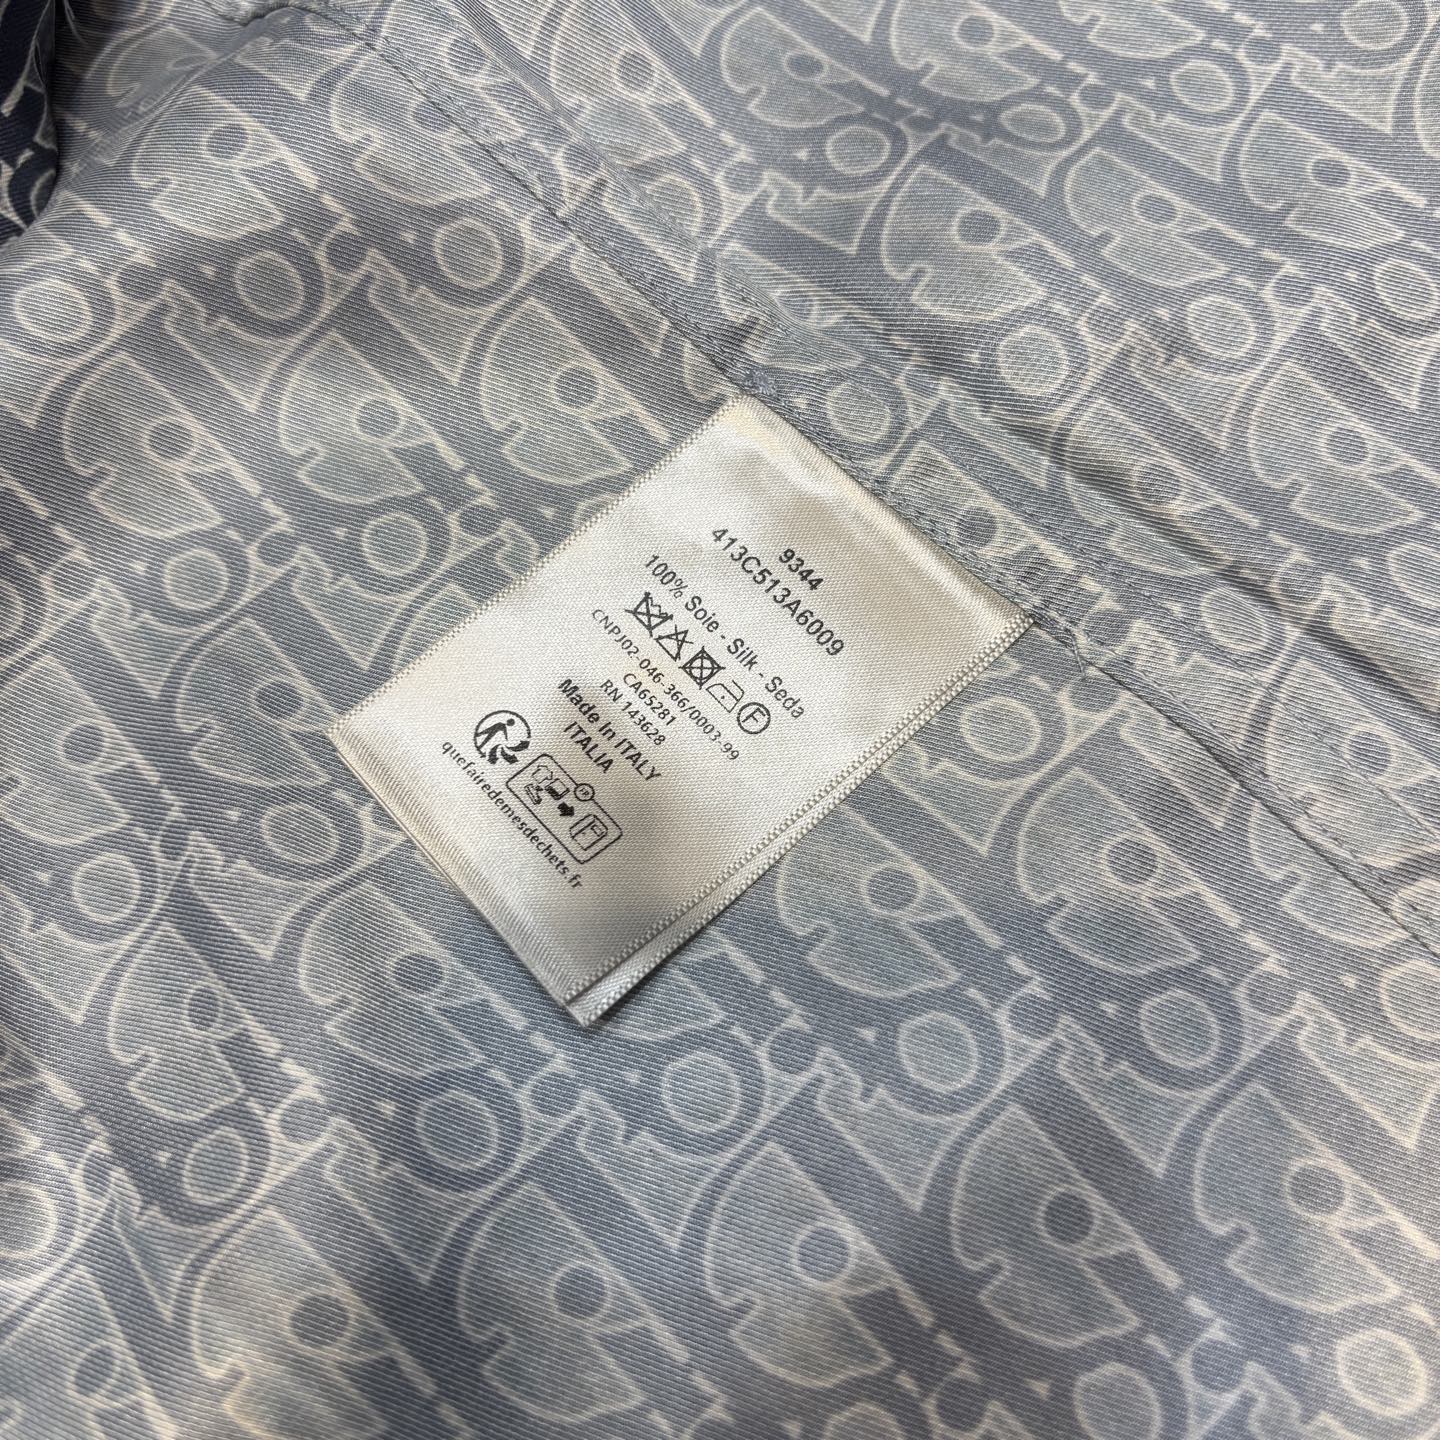 9344
413C513A6009
100% Soie - Silk - Seda
F
CNPJ02-046-366/0003-99
CA65281
RN 143628
Made In ITALY
ITALIA
FR
quefairedemesdechets.fr